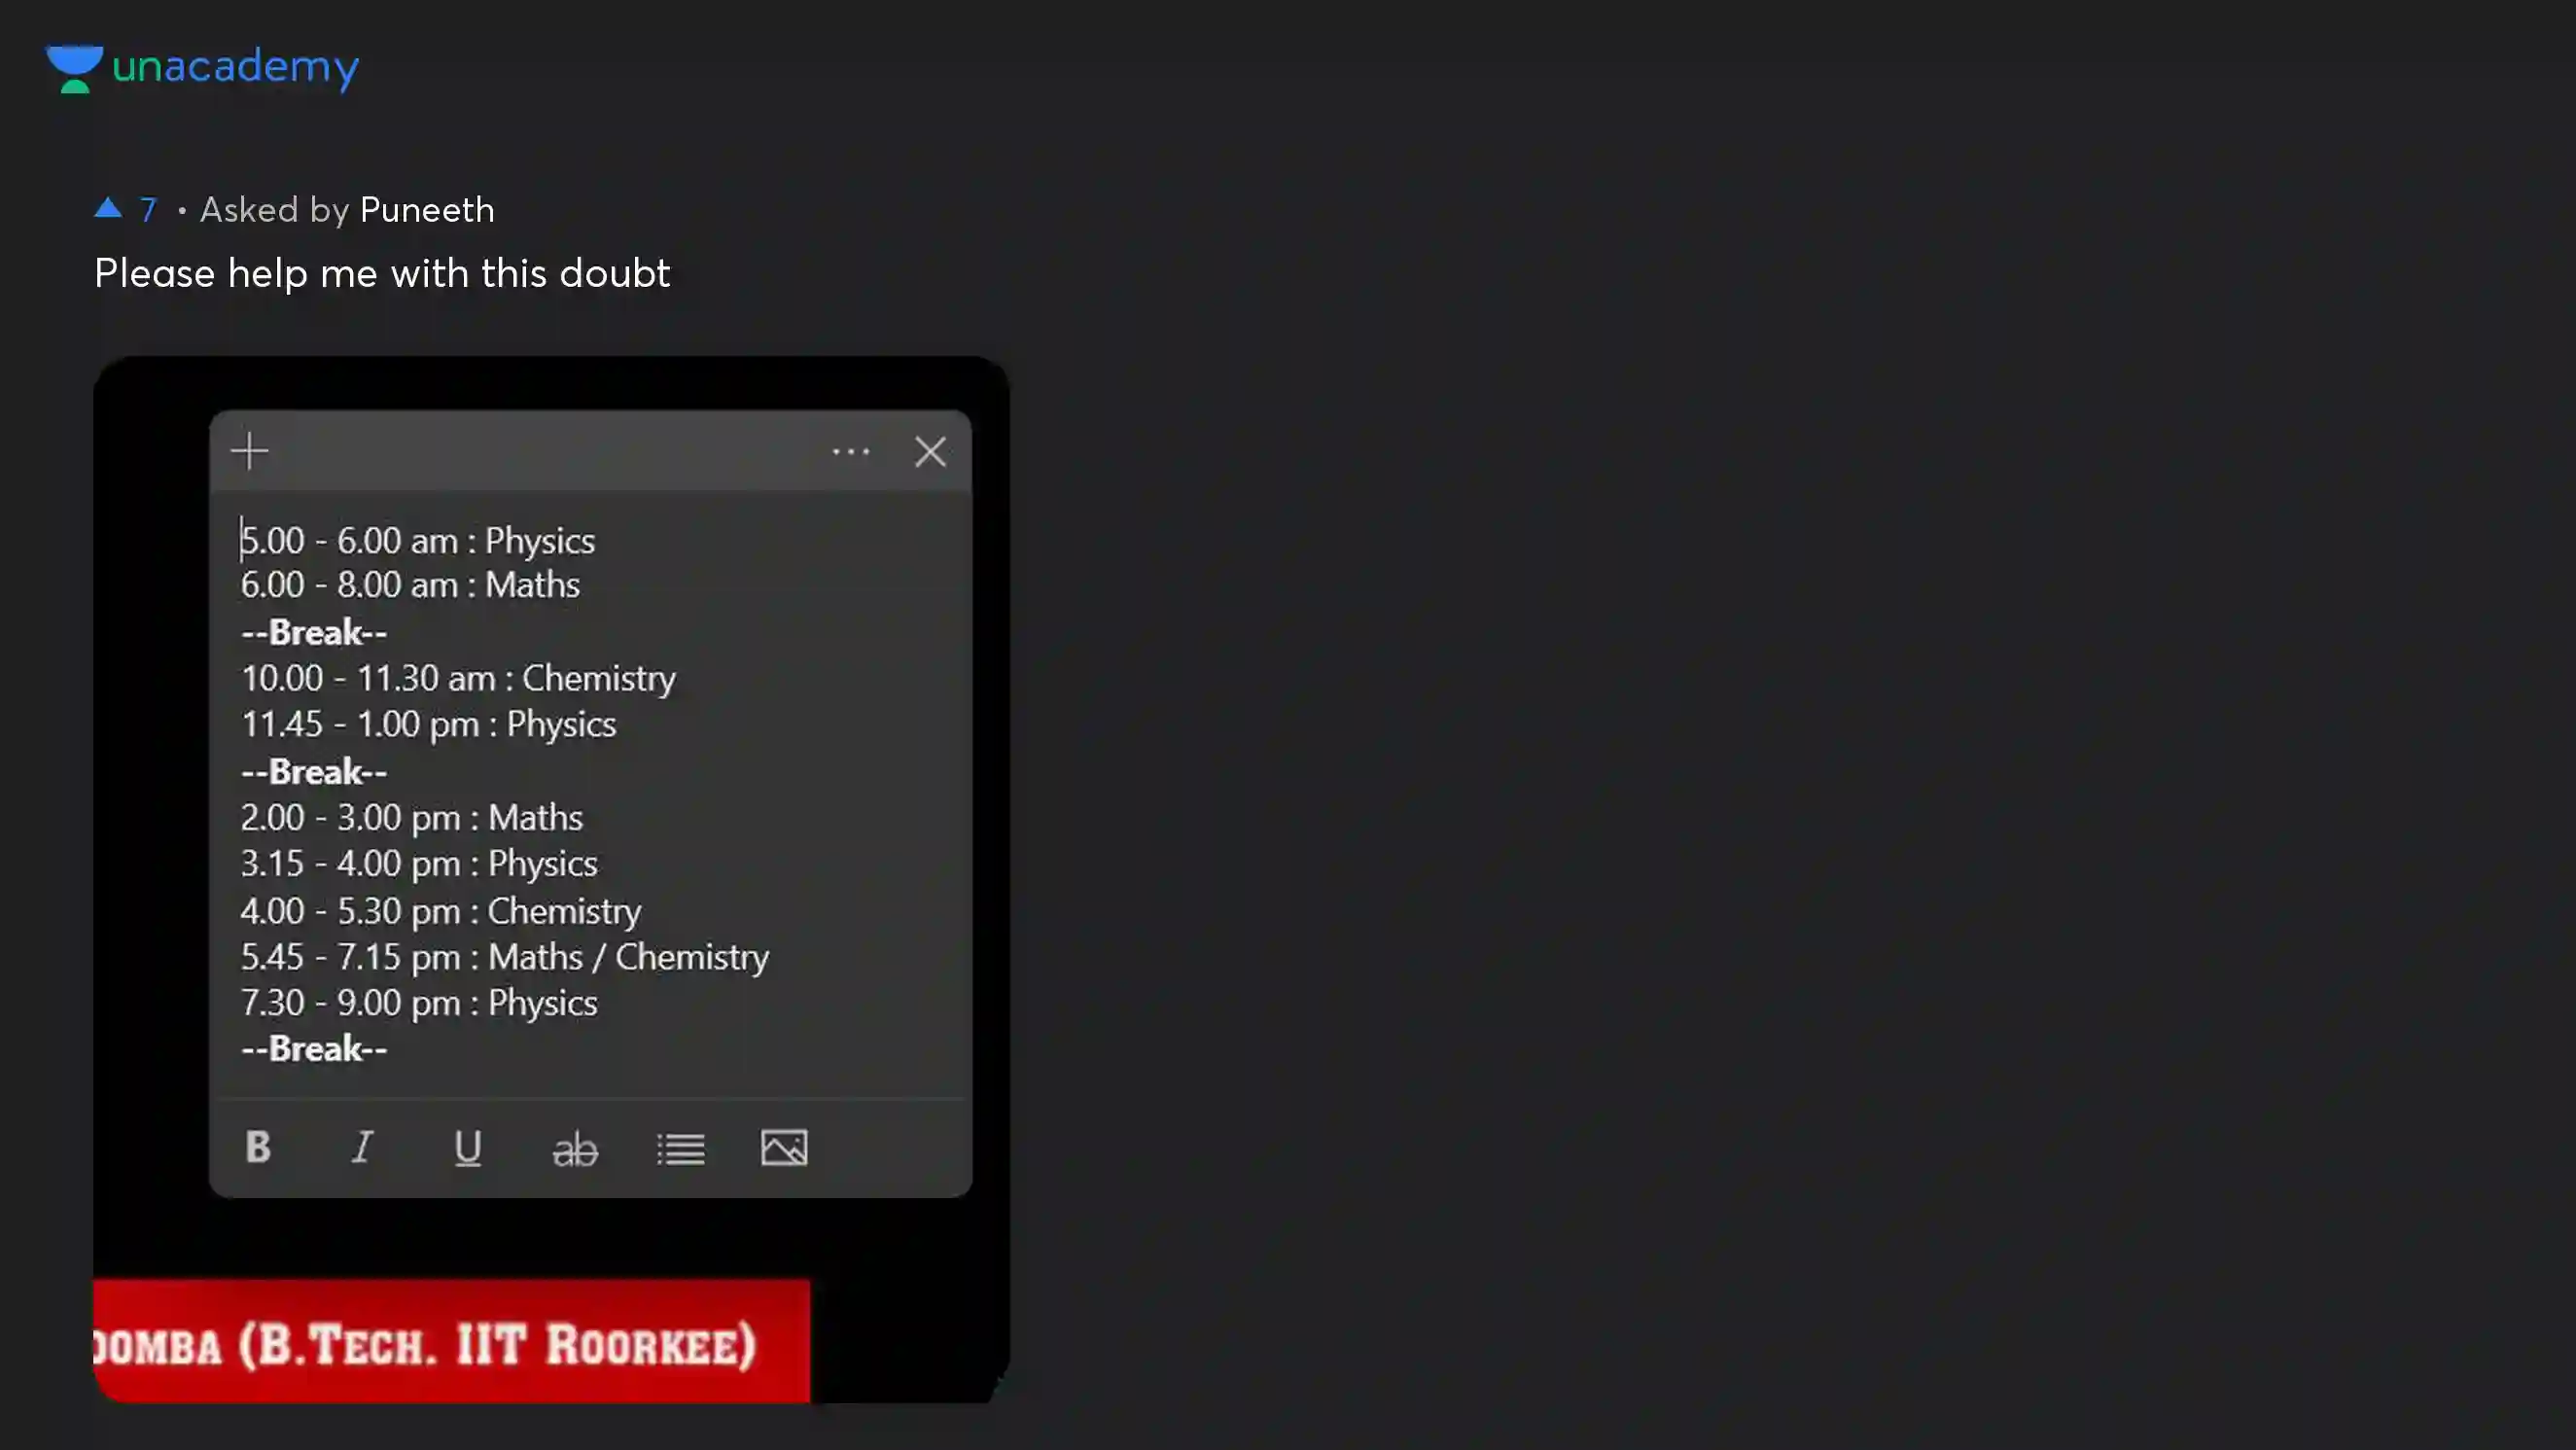 unacademy
7 • Asked by Puneeth
Please help me with this doubt
5.00 - 6.00 am : Physics
6.00 - 8.00 am : Maths
--Break--
10.00 - 11.30 am : Chemistry
11.45 - 1.00 pm : Physics
--Break--
2.00 - 3.00 pm : Maths
3.15 - 4.00 pm : Physics
4.00 - 5.30 pm : Chemistry
5.45 - 7.15 pm : Maths / Chemistry
7.30 - 9.00 pm : Physics
--Break--
B I U ab
(B.TECH. IIT ROORKEE)